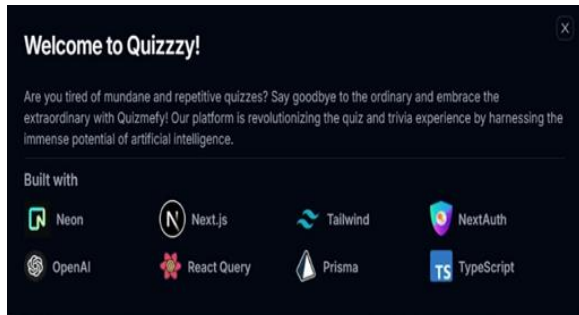 X
Welcome to Quizzzy!
Are you tired of mundane and repetitive quizzes? Say goodbye to the ordinary and embrace the
extraordinary with Quizmefy! Our platform is revolutionizing the quiz and trivia experience by harnessing the
immense potential of artificial intelligence.
Built with
Neon Next.js Tailwind NextAuth
OpenAI React Query Prisma TS TypeScript